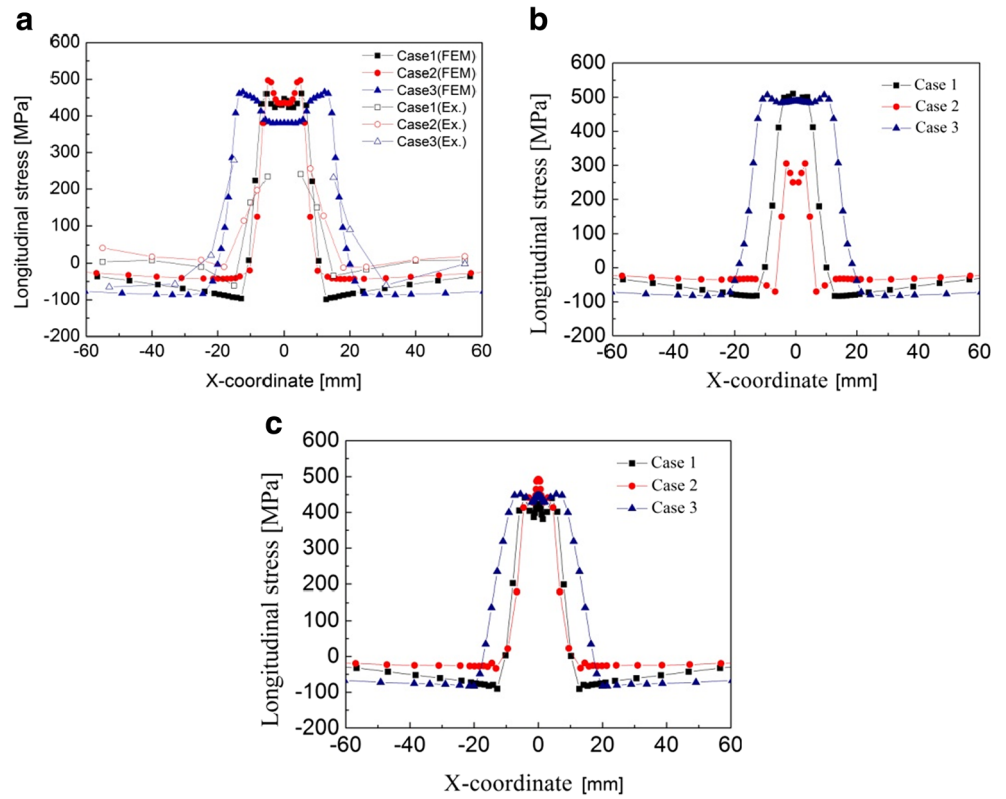 a
600
500
400
300
200
100
0
-100
-200
-60 -40 -20 0 20 40 60
Longitudinal stress [MPa]
X-coordinate [mm]
Case1(FEM)
Case2(FEM)
Case3(FEM)
Case1(Ex.)
Case2(Ex.)
Case3(Ex.)
b
600
500
400
300
200
100
0
-100
-200
-60 -40 -20 0 20 40 60
Longitudinal stress [MPa]
X-coordinate [mm]
Case 1
Case 2
Case 3
c
600
500
400
300
200
100
0
-100
-200
-60 -40 -20 0 20 40 60
Longitudinal stress [MPa]
X-coordinate [mm]
Case 1
Case 2
Case 3